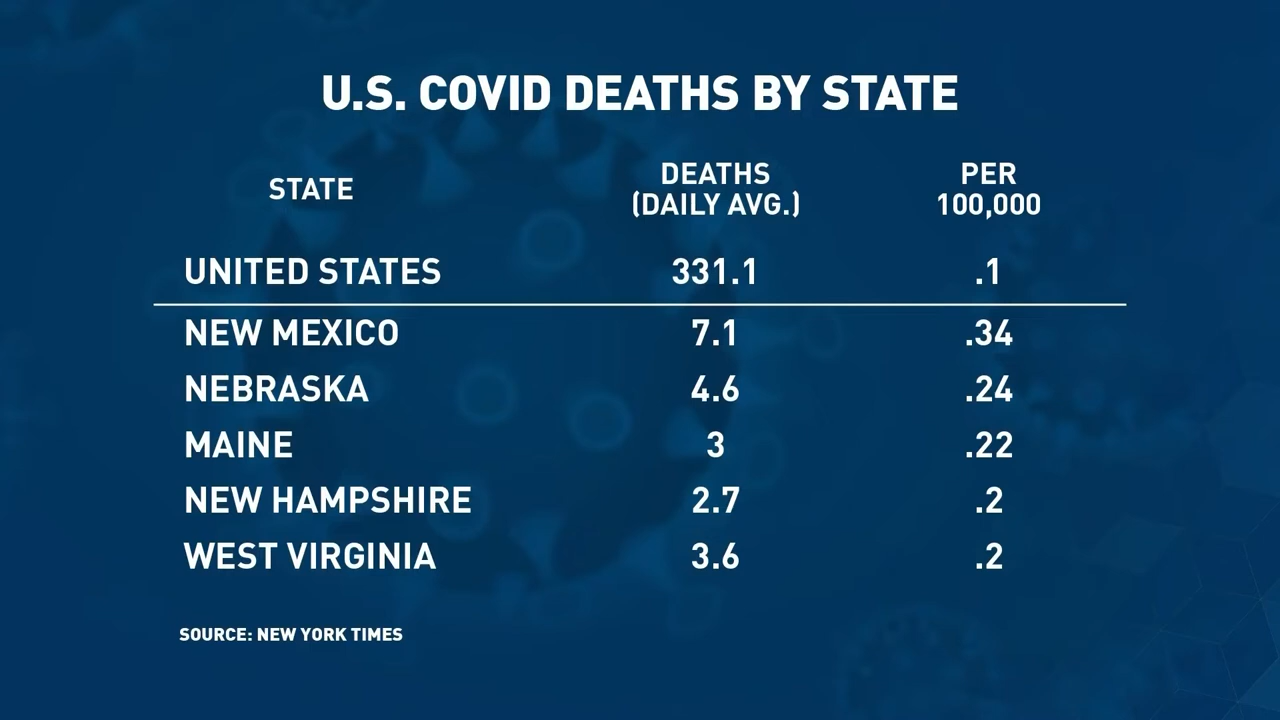 U.S. COVID DEATHS BY STATE
STATE DEATHS (DAILY AVG.) PER 100,000
UNITED STATES 331.1 .1
NEW MEXICO 7.1 .34
NEBRASKA 4.6 .24
MAINE 3 .22
NEW HAMPSHIRE 2.7 .2
WEST VIRGINIA 3.6 .2
SOURCE: NEW YORK TIMES